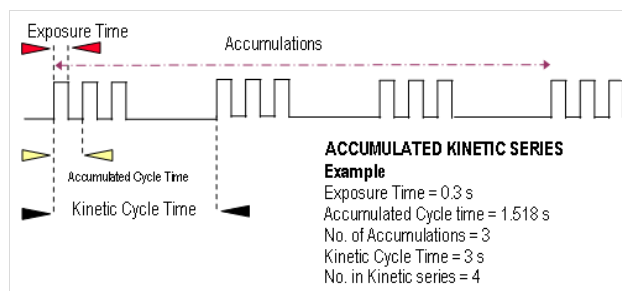 Exposure Time
Accumulations
Accumulated Cycle Time
Kinetic Cycle Time
ACCUMULATED KINETIC SERIES
Example
Exposure Time = 0.3 s
Accumulated Cycle time = 1.518 s
No. of Accumulations = 3
Kinetic Cycle Time = 3 s
No. in Kinetic series = 4